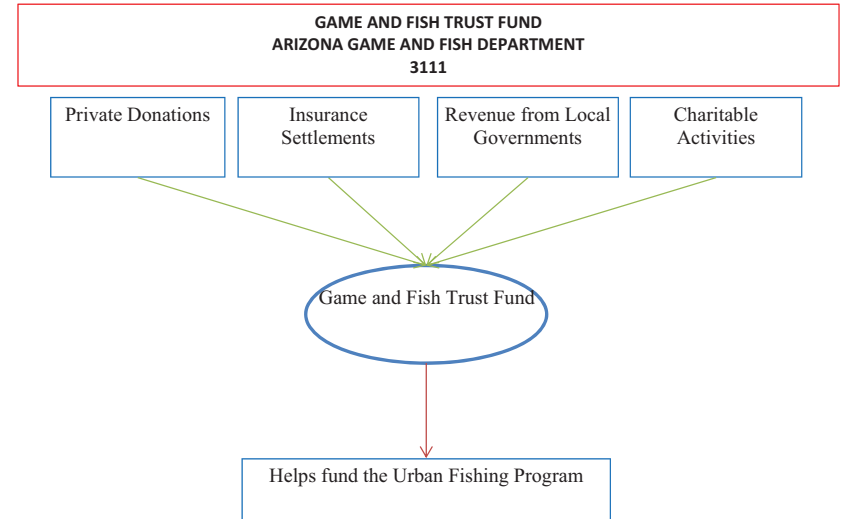 GAME AND FISH TRUST FUND
ARIZONA GAME AND FISH DEPARTMENT
3111
Private Donations
Insurance
Settlements
Revenue from Local
Governments
Charitable
Activities
Game and Fish Trust Fund
Helps fund the Urban Fishing Program